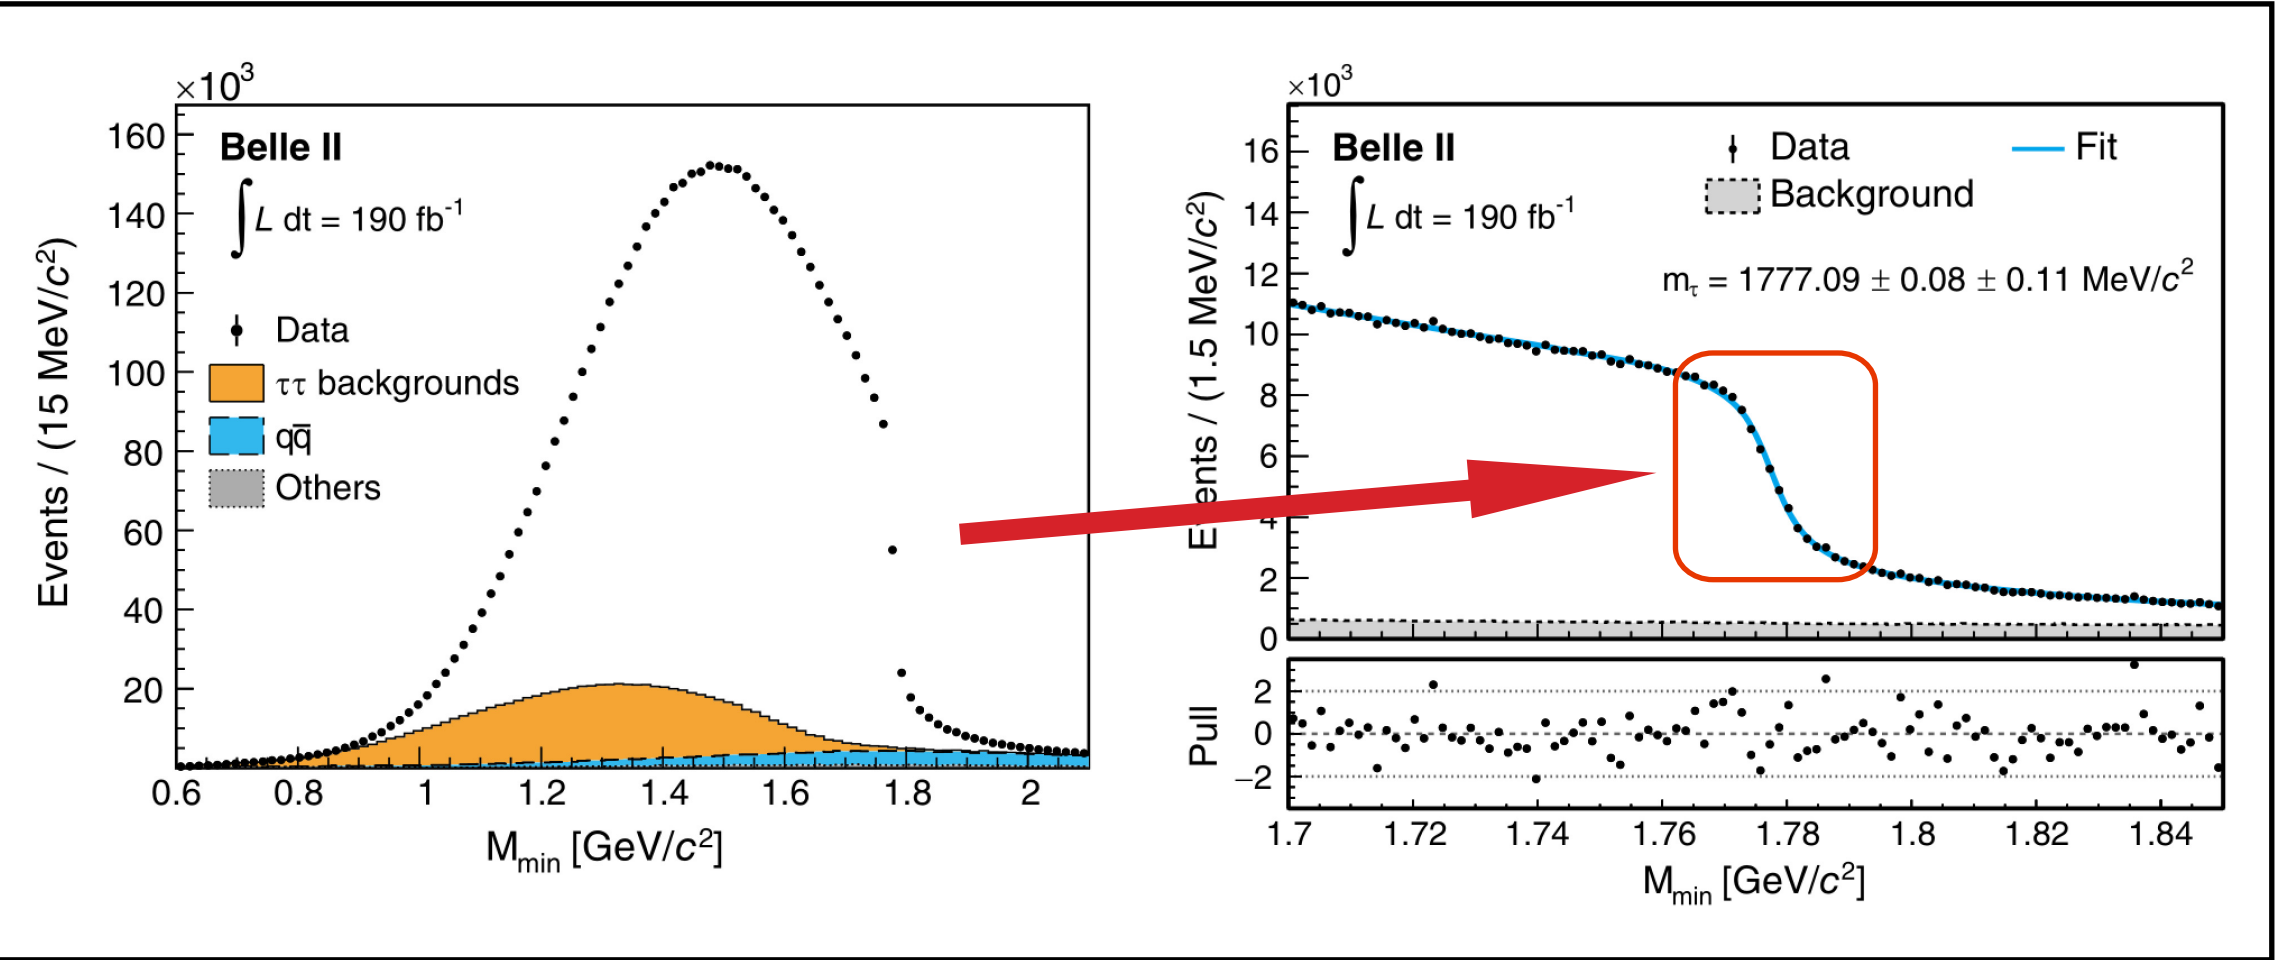 ×10³
160
140
120
100
80
60
40
20
Events / (15 MeV/c²)
Belle II
∫ L dt = 190 fb⁻¹
Data
ττ backgrounds
qq̄
Others
0.6 0.8 1 1.2 1.4 1.6 1.8 2
M_min [GeV/c²]
×10³
16
14
12
10
8
6
4
2
0
Events / (1.5 MeV/c²)
Belle II
∫ L dt = 190 fb⁻¹
Data
Fit
Background
m_τ = 1777.09 ± 0.08 ± 0.11 MeV/c²
2
0
−2
Pull
1.7 1.72 1.74 1.76 1.78 1.8 1.82 1.84
M_min [GeV/c²]